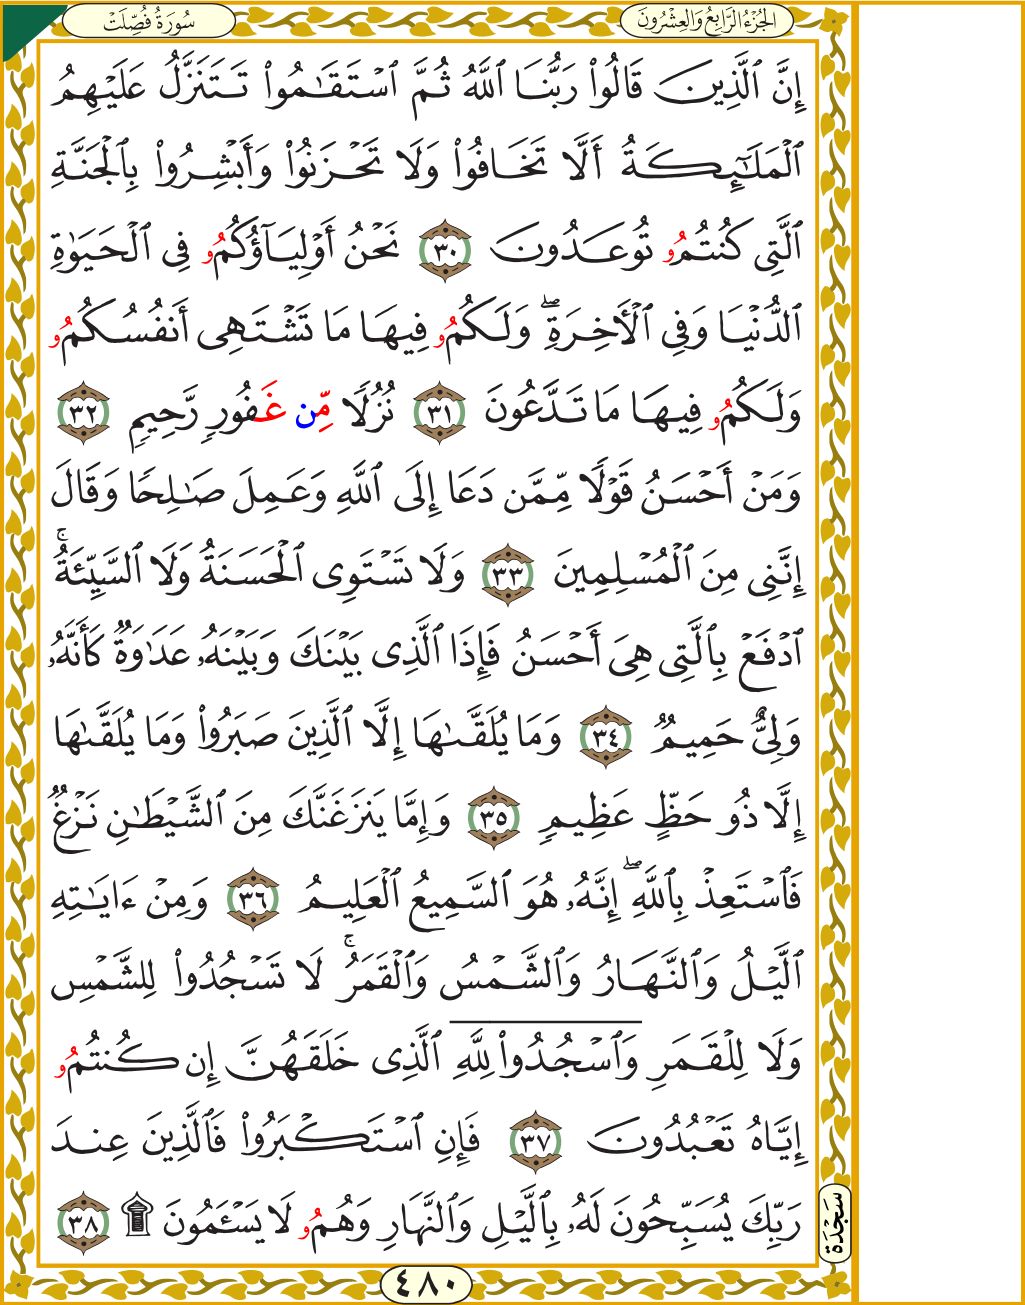 سُورَةُ فُصِّلَتْ
الجُزْءُ الرَّابِعُ وَالعِشْرُونَ
إِنَّ ٱلَّذِينَ قَالُوا۟ رَبُّنَا ٱللَّهُ ثُمَّ ٱسْتَقَٰمُوا۟ تَتَنَزَّلُ عَلَيْهِمُ
ٱلْمَلَٰٓئِكَةُ أَلَّا تَخَافُوا۟ وَلَا تَحْزَنُوا۟ وَأَبْشِرُوا۟ بِٱلْجَنَّةِ
ٱلَّتِى كُنتُمُو تُوعَدُونَ ٣٠ نَحْنُ أَوْلِيَآؤُكُمُو فِى ٱلْحَيَوٰةِ
ٱلدُّنْيَا وَفِى ٱلْأَخِرَةِ ۖ وَلَكُمُو فِيهَا مَا تَشْتَهِى أَنفُسُكُمُو
وَلَكُمُو فِيهَا مَا تَدَّعُونَ ٣١ نُزُلًا مِّن غَفُورٍ رَّحِيمٍ ٣٢
وَمَنْ أَحْسَنُ قَوْلًا مِّمَّن دَعَا إِلَى ٱللَّهِ وَعَمِلَ صَٰلِحًا وَقَالَ
إِنَّنِى مِنَ ٱلْمُسْلِمِينَ ٣٣ وَلَا تَسْتَوِى ٱلْحَسَنَةُ وَلَا ٱلسَّيِّئَةُ ۚ
ٱدْفَعْ بِٱلَّتِى هِىَ أَحْسَنُ فَإِذَا ٱلَّذِى بَيْنَكَ وَبَيْنَهُۥ عَدَٰوَةٌ كَأَنَّهُۥ
وَلِىٌّ حَمِيمٌ ٣٤ وَمَا يُلَقَّىٰهَا إِلَّا ٱلَّذِينَ صَبَرُوا۟ وَمَا يُلَقَّىٰهَا
إِلَّا ذُو حَظٍّ عَظِيمٍ ٣٥ وَإِمَّا يَنزَغَنَّكَ مِنَ ٱلشَّيْطَٰنِ نَزْغٌ
فَٱسْتَعِذْ بِٱللَّهِ ۖ إِنَّهُۥ هُوَ ٱلسَّمِيعُ ٱلْعَلِيمُ ٣٦ وَمِنْ ءَايَٰتِهِ
ٱلَّيْلُ وَٱلنَّهَارُ وَٱلشَّمْسُ وَٱلْقَمَرُ ۚ لَا تَسْجُدُوا۟ لِلشَّمْسِ
وَلَا لِلْقَمَرِ وَٱسْجُدُوا۟ لِلَّهِ ٱلَّذِى خَلَقَهُنَّ إِن كُنتُمُو
إِيَّاهُ تَعْبُدُونَ ٣٧ فَإِنِ ٱسْتَكْبَرُوا۟ فَٱلَّذِينَ عِندَ
رَبِّكَ يُسَبِّحُونَ لَهُۥ بِٱلَّيْلِ وَٱلنَّهَارِ وَهُمُو لَا يَسْـَٔمُونَ ۩ ٣٨
سَجْدَة
٤٨٠